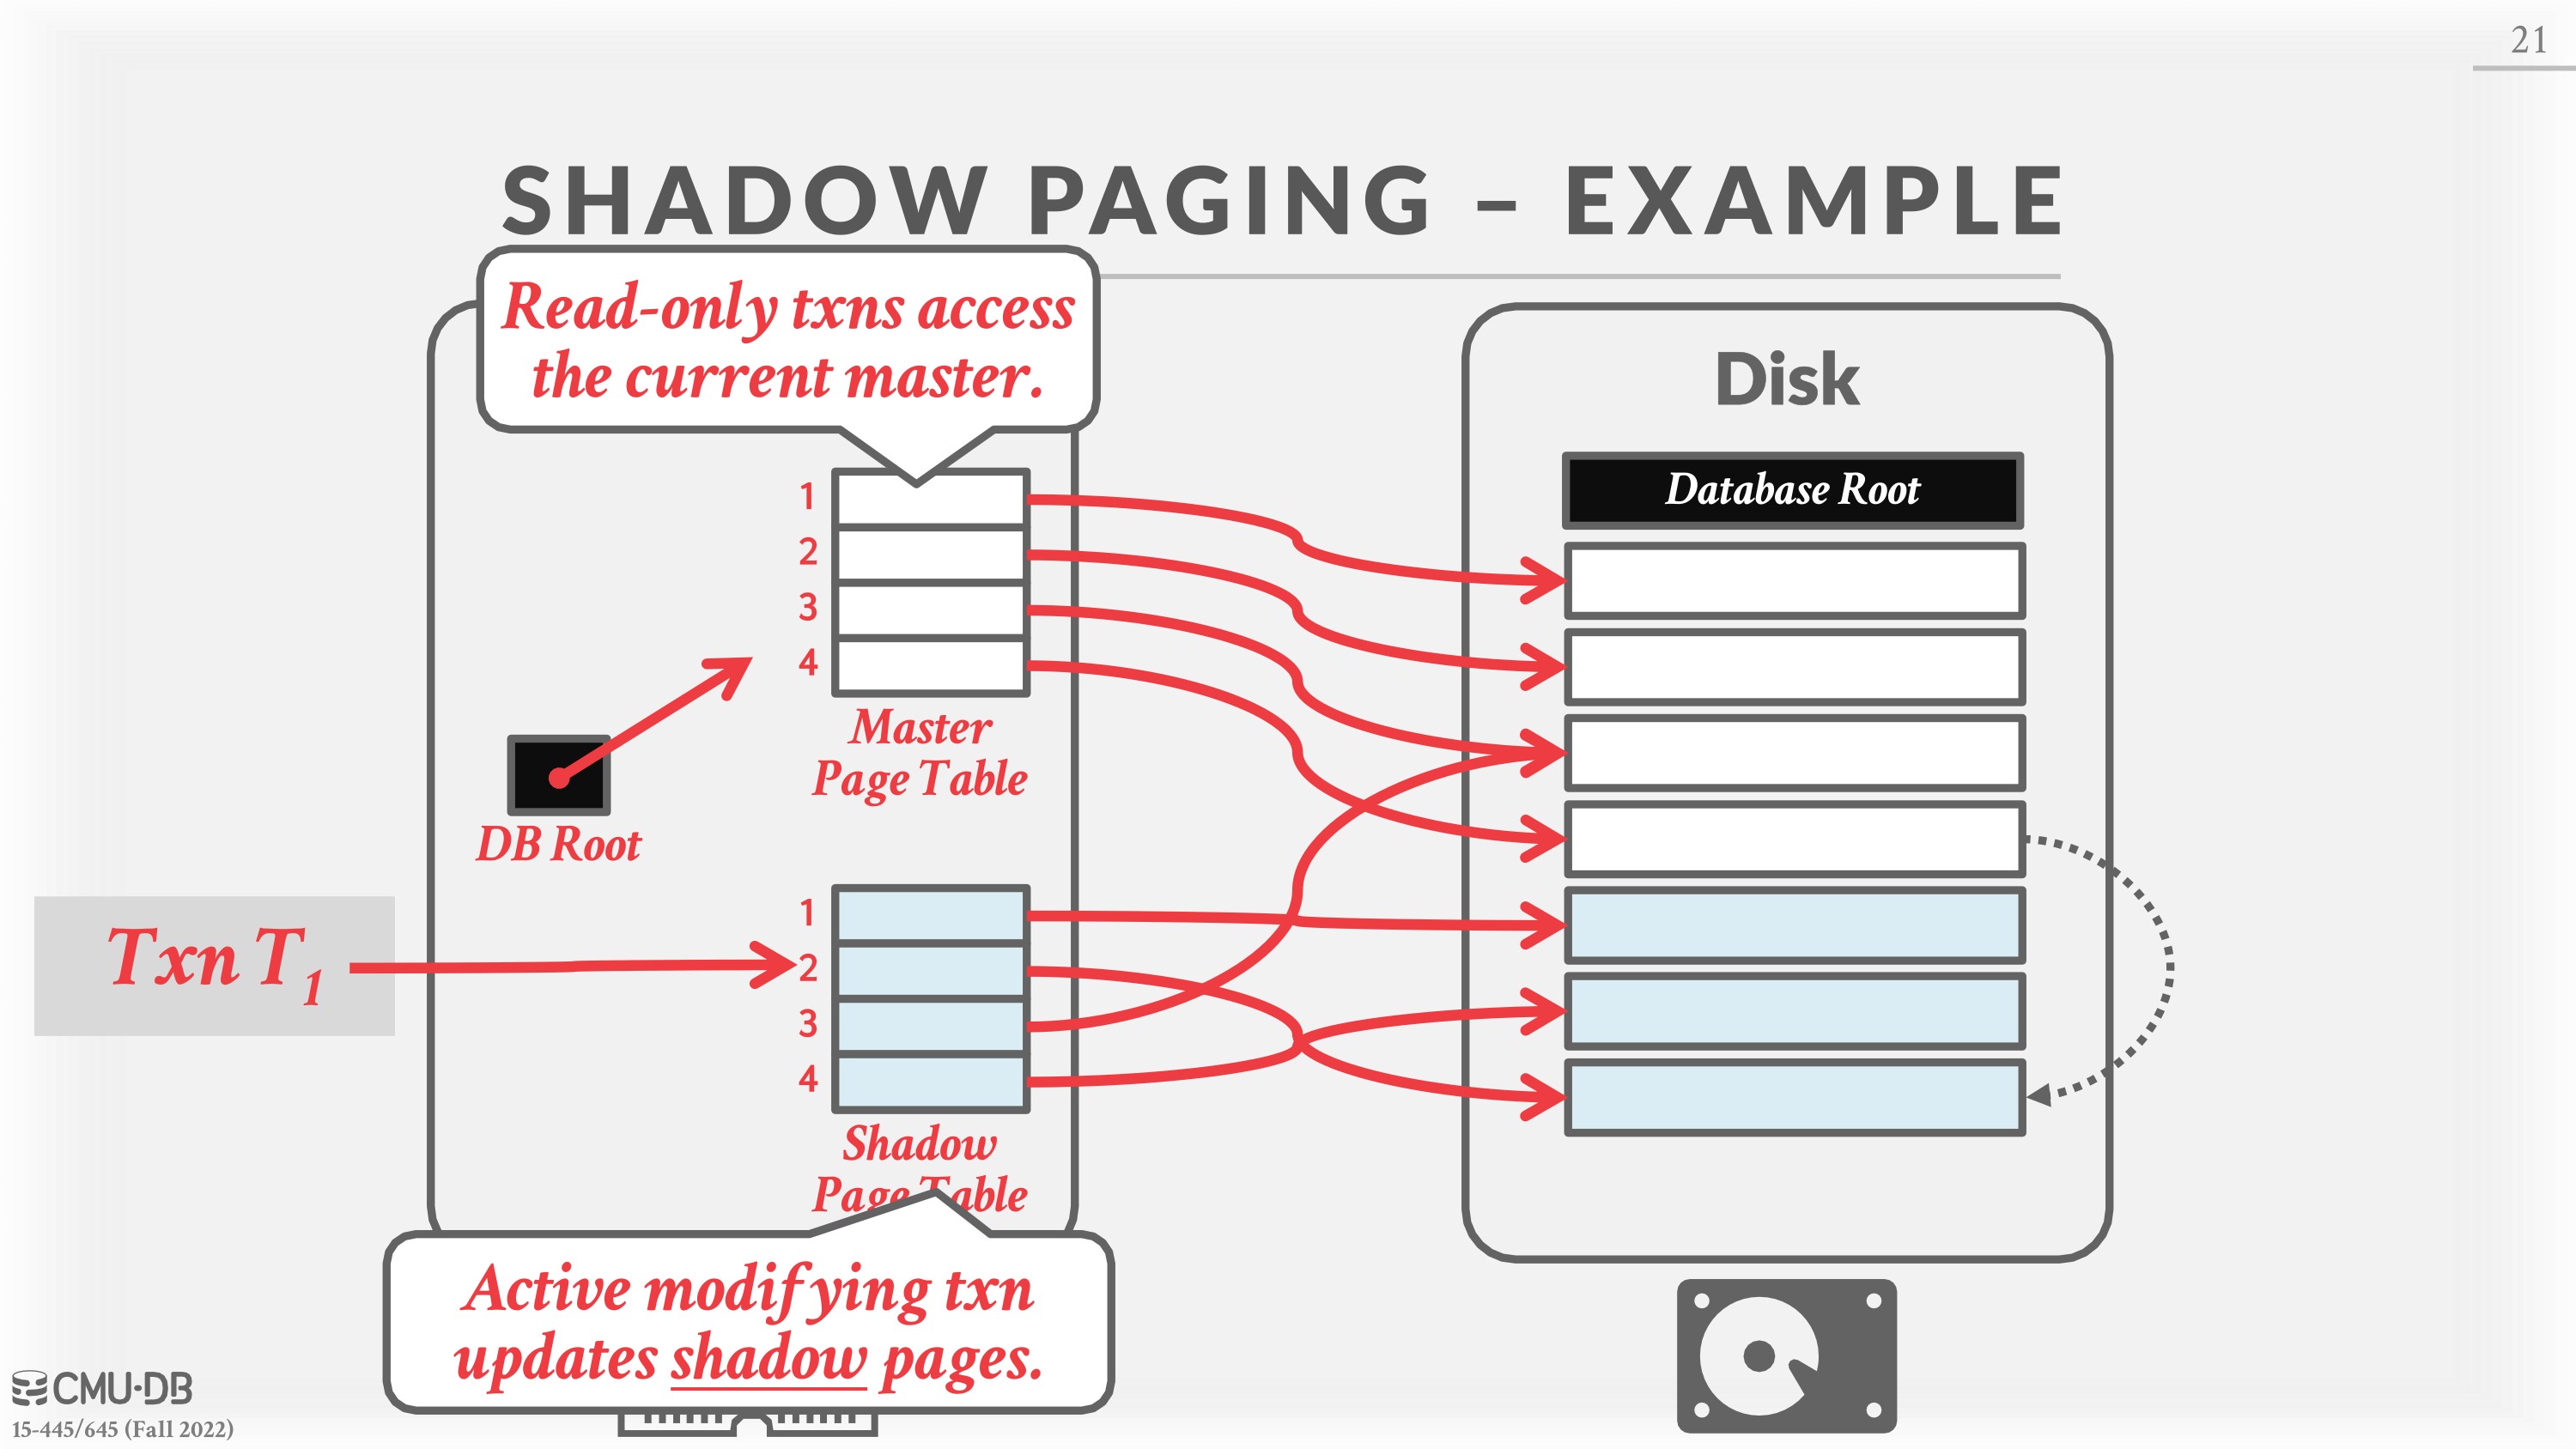 21
SHADOW PAGING – EXAMPLE
Read-only txns access
the current master.
1
2
3
4
Master
Page Table
DB Root
Txn T1
1
2
3
4
Shadow
Page Table
Active modifying txn
updates shadow pages.
Disk
Database Root
CMU·DB
15-445/645 (Fall 2022)